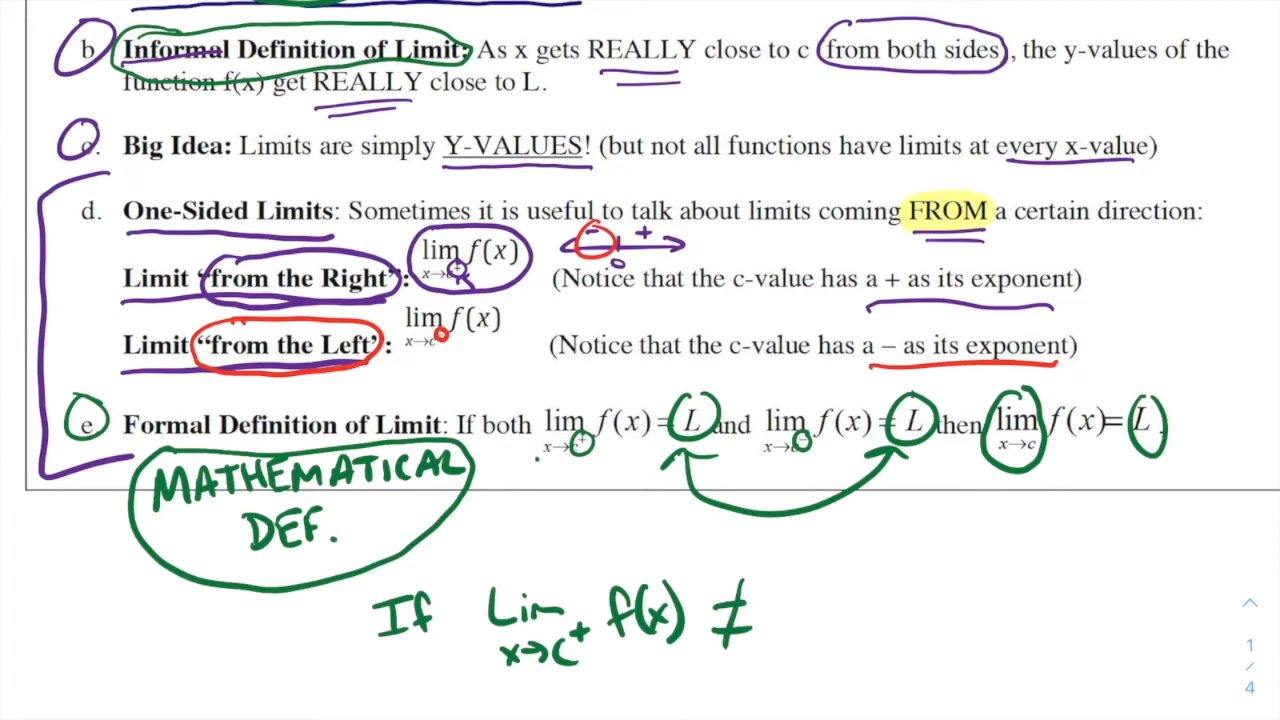 b. Informal Definition of Limit: As x gets REALLY close to c (from both sides), the y-values of the
function f(x) get REALLY close to L.
c. Big Idea: Limits are simply Y-VALUES! (but not all functions have limits at every x-value)
d. One-Sided Limits: Sometimes it is useful to talk about limits coming FROM a certain direction:
− +
0
Limit “from the Right”: lim x→c⁺ f(x) (Notice that the c-value has a + as its exponent)
Limit “from the Left”: lim x→c f(x) (Notice that the c-value has a – as its exponent)
e. Formal Definition of Limit: If both lim x→c⁺ f(x) = L and lim x→c⁻ f(x) = L then lim x→c f(x) = L.
MATHEMATICAL
DEF.
If Lim x→c⁺ f(x) ≠
1
/
4